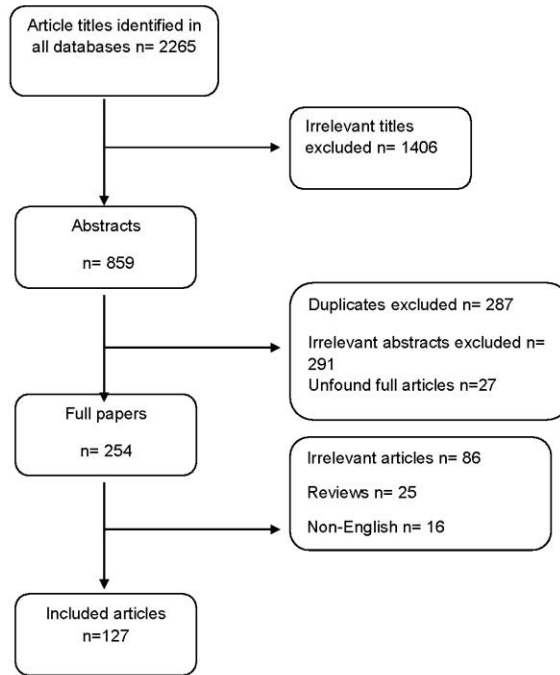 Article titles identified in
all databases n= 2265
Irrelevant titles
excluded n= 1406
Abstracts
n= 859
Duplicates excluded n= 287
Irrelevant abstracts excluded n=
291
Unfound full articles n=27
Full papers
n= 254
Irrelevant articles n= 86
Reviews n= 25
Non-English n= 16
Included articles
n=127